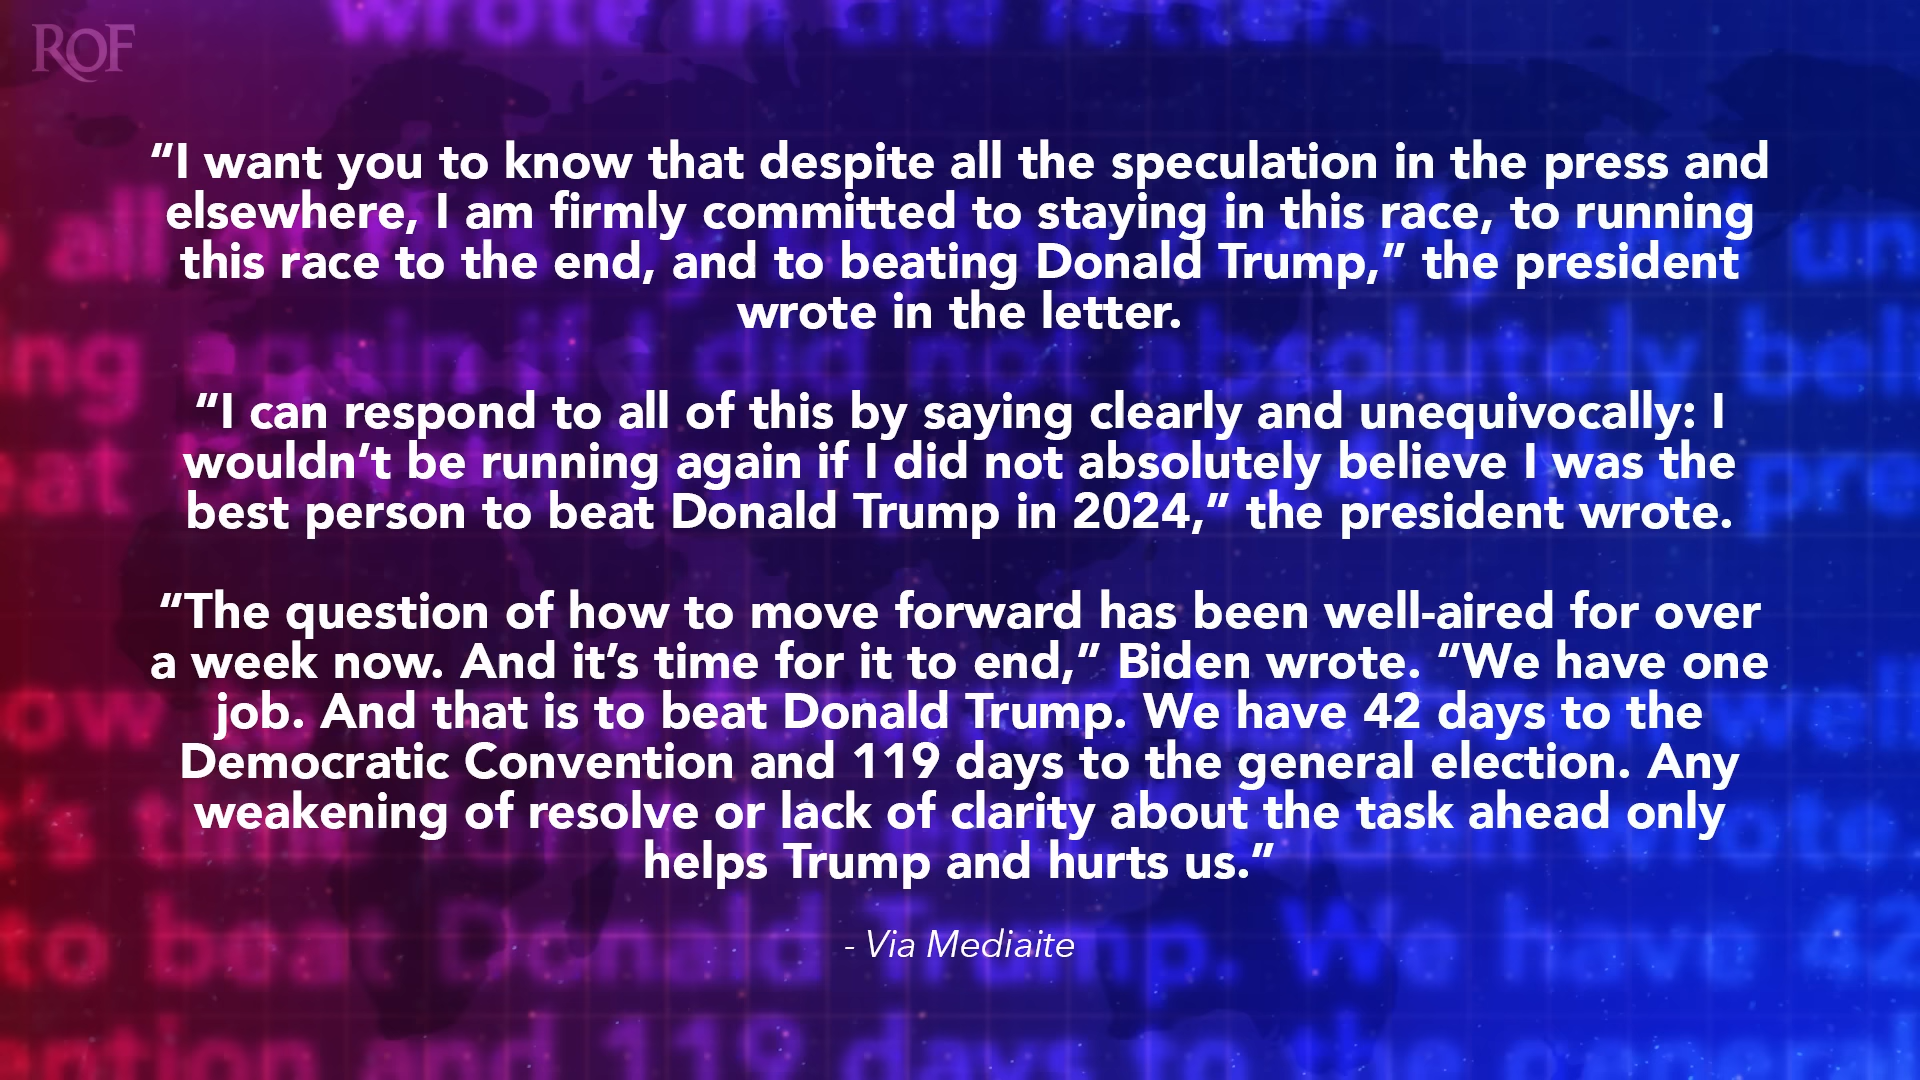 ROF
“I want you to know that despite all the speculation in the press and
elsewhere, I am firmly committed to staying in this race, to running
this race to the end, and to beating Donald Trump,” the president
wrote in the letter.
“I can respond to all of this by saying clearly and unequivocally: I
wouldn’t be running again if I did not absolutely believe I was the
best person to beat Donald Trump in 2024,” the president wrote.
“The question of how to move forward has been well-aired for over
a week now. And it’s time for it to end,” Biden wrote. “We have one
job. And that is to beat Donald Trump. We have 42 days to the
Democratic Convention and 119 days to the general election. Any
weakening of resolve or lack of clarity about the task ahead only
helps Trump and hurts us.”
- Via Mediaite